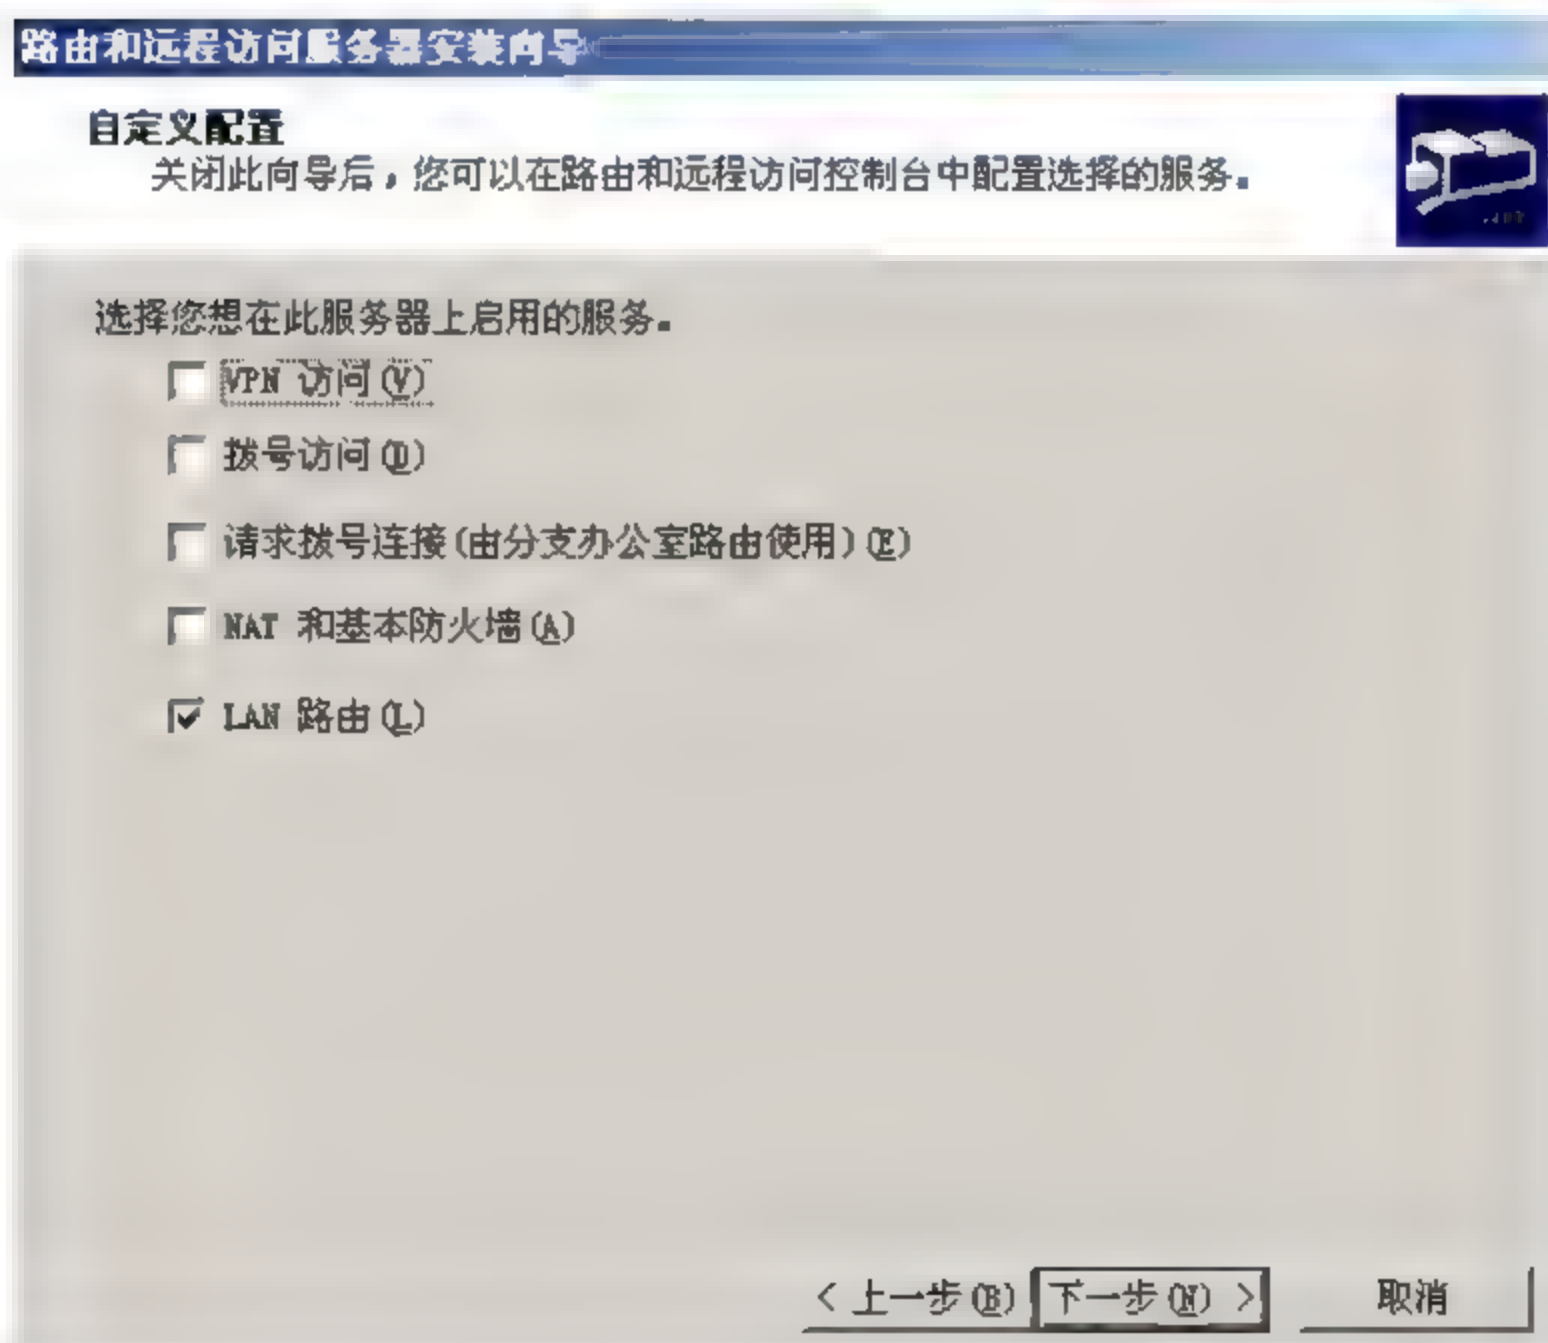 路由和远程访问服务器安装向导
自定义配置
关闭此向导后，您可以在路由和远程访问控制台中配置选择的服务。
选择您想在此服务器上启用的服务。
VPN 访问(V)
拨号访问(D)
请求拨号连接(由分支办公室路由使用)(E)
NAT 和基本防火墙(A)
LAN 路由(L)
< 上一步(B) 下一步(N) > 取消